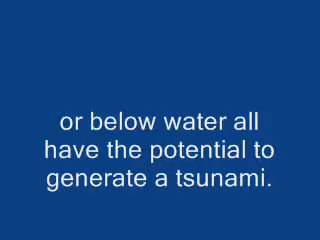 or below water all
have the potential to
generate a tsunami.